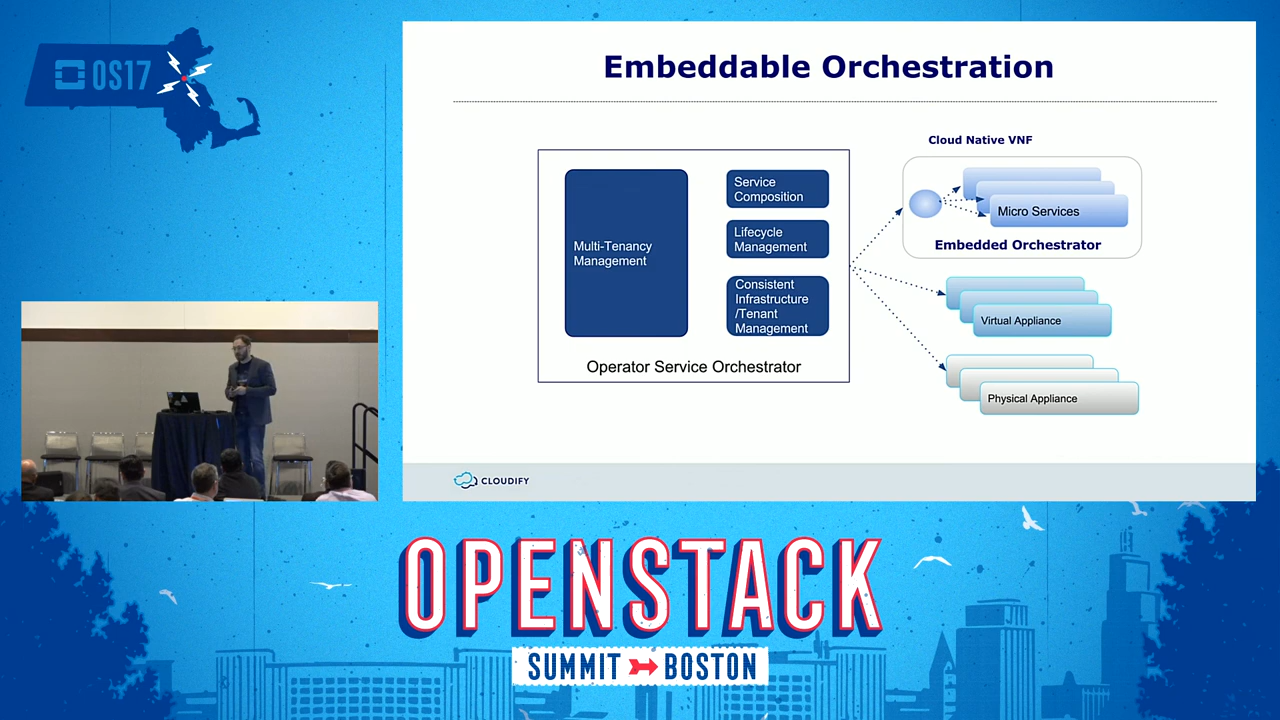 OS17
Embeddable Orchestration
Cloud Native VNF
Service
Composition
Micro Services
Lifecycle
Management
Multi-Tenancy
Management
Embedded Orchestrator
Consistent
Infrastructure
/Tenant
Management
Virtual Appliance
Operator Service Orchestrator
Physical Appliance
CLOUDIFY
OPENSTACK
SUMMIT BOSTON